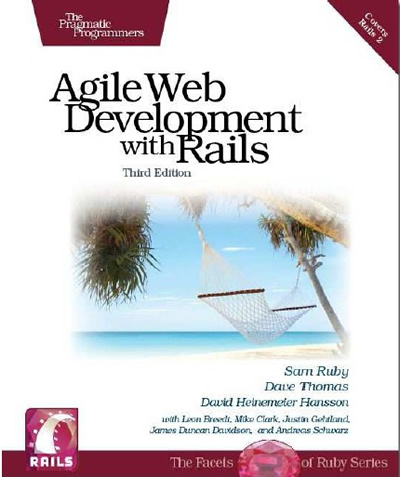 The
Pragmatic
Programmers
Covers
Rails 2
Agile Web
Development
with Rails
Third Edition
Sam Ruby
Dave Thomas
David Heinemeier Hansson
with Leon Breedt, Mike Clark, Justin Gehtland,
James Duncan Davidson, and Andreas Schwarz
RAILS
The Facets of Ruby Series